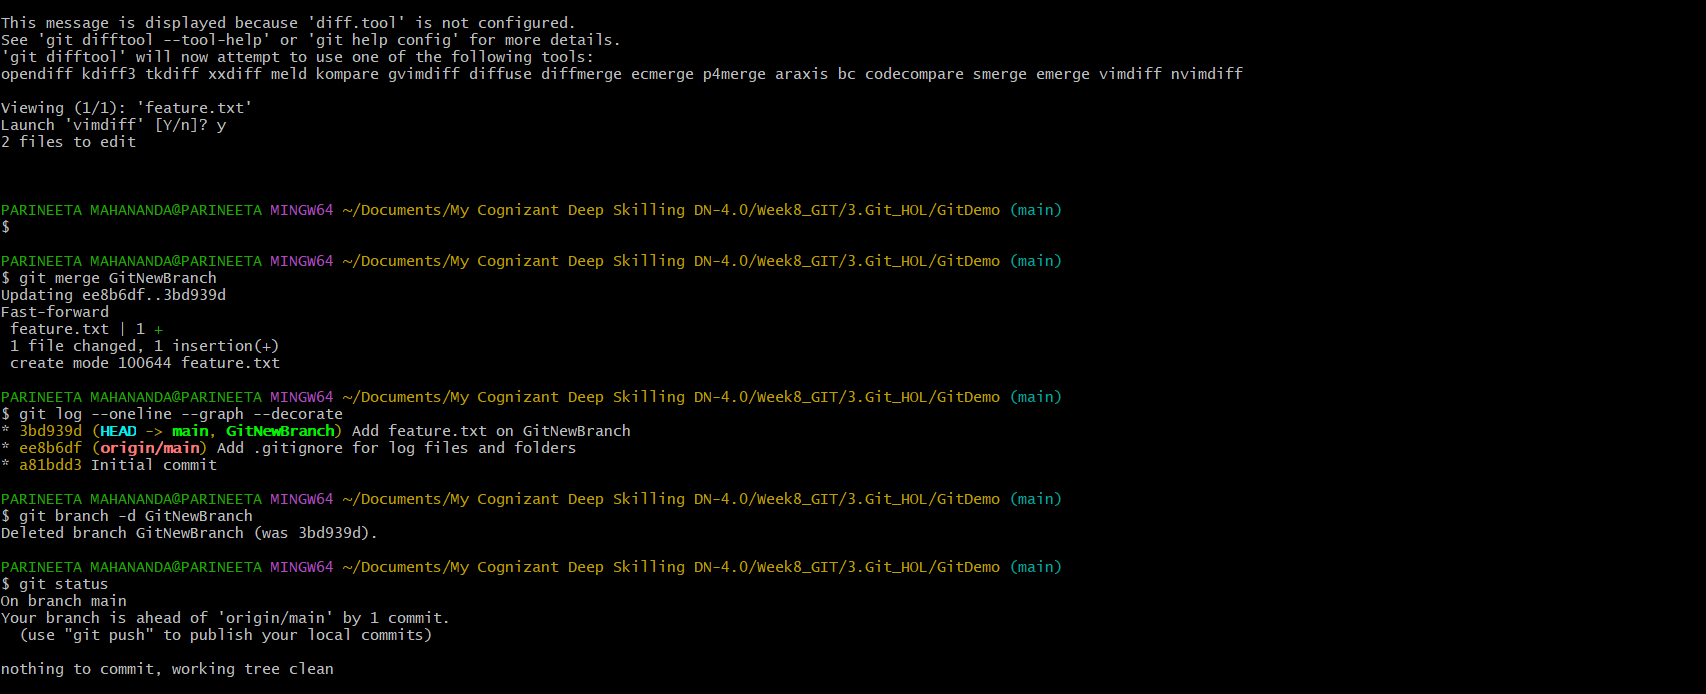 This message is displayed because 'diff.tool' is not configured.
See 'git difftool --tool-help' or 'git help config' for more details.
'git difftool' will now attempt to use one of the following tools:
opendiff kdiff3 tkdiff xxdiff meld kompare gvimdiff diffuse diffmerge ecmerge p4merge araxis bc codecompare smerge emerge vimdiff nvimdiff
Viewing (1/1): 'feature.txt'
Launch 'vimdiff' [Y/n]? y
2 files to edit
PARINEETA MAHANANDA@PARINEETA MINGW64 ~/Documents/My Cognizant Deep Skilling DN-4.0/Week8_GIT/3.Git_HOL/GitDemo (main)
$
PARINEETA MAHANANDA@PARINEETA MINGW64 ~/Documents/My Cognizant Deep Skilling DN-4.0/Week8_GIT/3.Git_HOL/GitDemo (main)
$ git merge GitNewBranch
Updating ee8b6df..3bd939d
Fast-forward
 feature.txt | 1 +
 1 file changed, 1 insertion(+)
 create mode 100644 feature.txt
PARINEETA MAHANANDA@PARINEETA MINGW64 ~/Documents/My Cognizant Deep Skilling DN-4.0/Week8_GIT/3.Git_HOL/GitDemo (main)
$ git log --oneline --graph --decorate
* 3bd939d (HEAD -> main, GitNewBranch) Add feature.txt on GitNewBranch
* ee8b6df (origin/main) Add .gitignore for log files and folders
* a81bdd3 Initial commit
PARINEETA MAHANANDA@PARINEETA MINGW64 ~/Documents/My Cognizant Deep Skilling DN-4.0/Week8_GIT/3.Git_HOL/GitDemo (main)
$ git branch -d GitNewBranch
Deleted branch GitNewBranch (was 3bd939d).
PARINEETA MAHANANDA@PARINEETA MINGW64 ~/Documents/My Cognizant Deep Skilling DN-4.0/Week8_GIT/3.Git_HOL/GitDemo (main)
$ git status
On branch main
Your branch is ahead of 'origin/main' by 1 commit.
  (use "git push" to publish your local commits)
nothing to commit, working tree clean